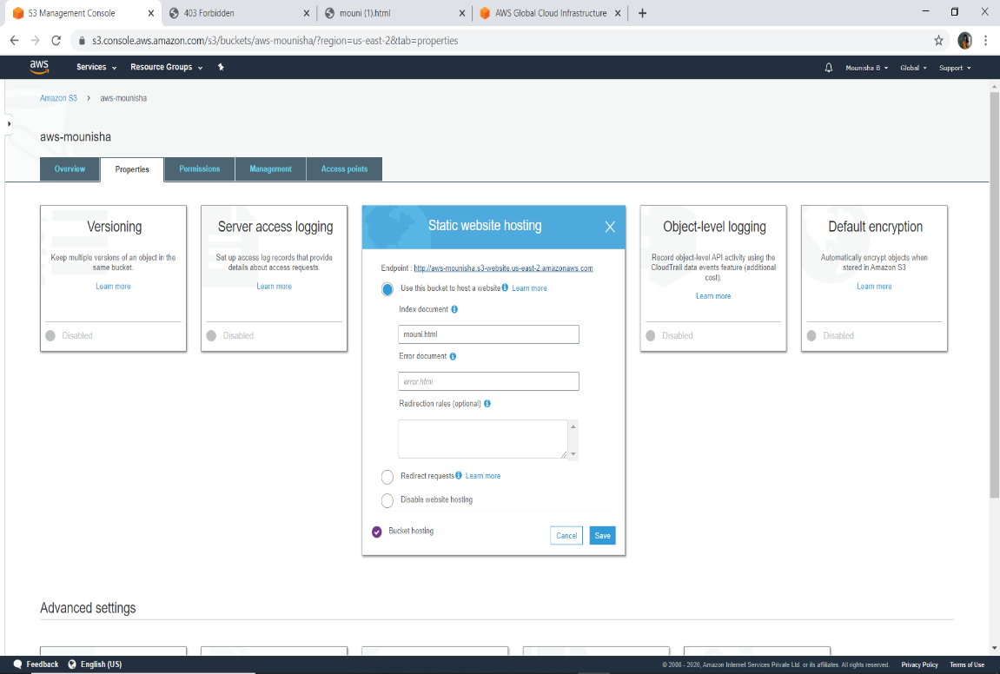 S3 Management Console
403 Forbidden
mouni (1).html
AWS Global Cloud Infrastructure
s3.console.aws.amazon.com/s3/buckets/aws-mounisha/?region=us-east-2&tab=properties
aws
Services
Resource Groups
Mounisha B
Global
Support
Amazon S3 > aws-mounisha
aws-mounisha
Overview
Properties
Permissions
Management
Access points
Versioning
Keep multiple versions of an object in the
same bucket.
Learn more
Disabled
Server access logging
Set up access log records that provide
details about access requests.
Learn more
Disabled
Static website hosting
Endpoint : http://aws-mounisha.s3-website.us-east-2.amazonaws.com
Use this bucket to host a website Learn more
Index document
mouni.html
Error document
error.html
Redirection rules (optional)
Redirect requests Learn more
Disable website hosting
Bucket hosting
Cancel
Save
Object-level logging
Record object-level API activity using the
CloudTrail data events feature (additional
cost).
Learn more
Disabled
Default encryption
Automatically encrypt objects when
stored in Amazon S3
Learn more
Disabled
Advanced settings
Feedback
English (US)
© 2008 - 2020, Amazon Internet Services Private Ltd. or its affiliates. All rights reserved.
Privacy Policy
Terms of Use